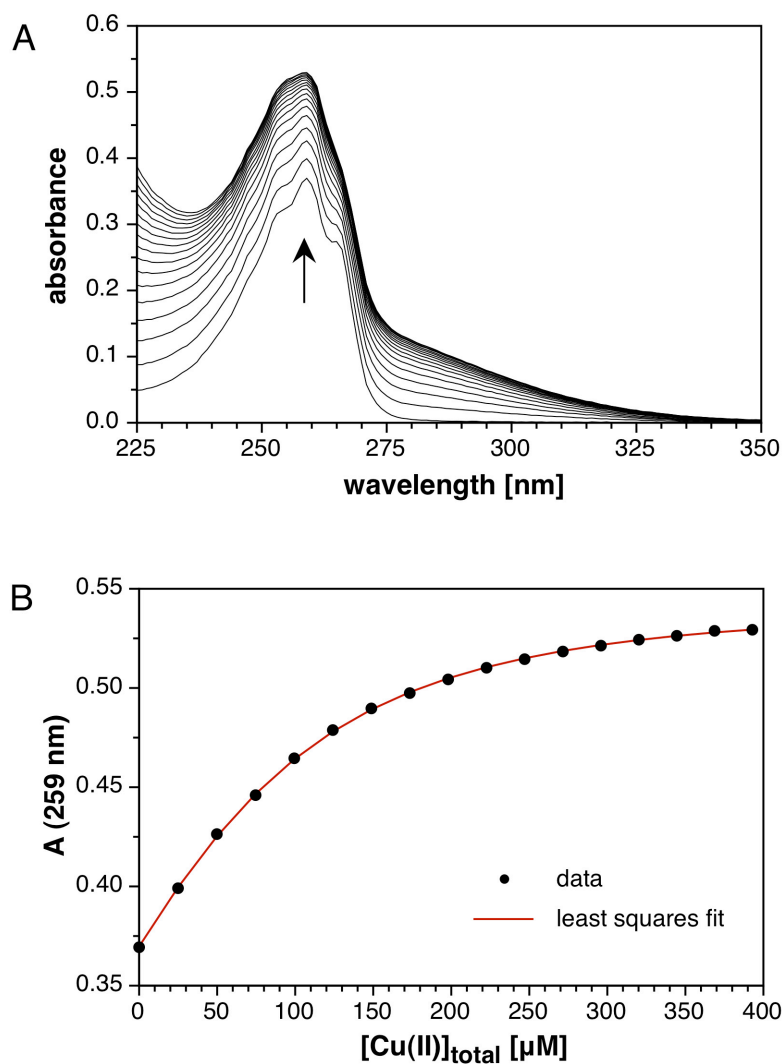 A
0.6
0.5
0.4
0.3
0.2
0.1
0.0
absorbance
225 250 275 300 325 350
wavelength [nm]
B
0.55
0.50
0.45
0.40
0.35
A (259 nm)
data
least squares fit
0 50 100 150 200 250 300 350 400
[Cu(II)]total [µM]